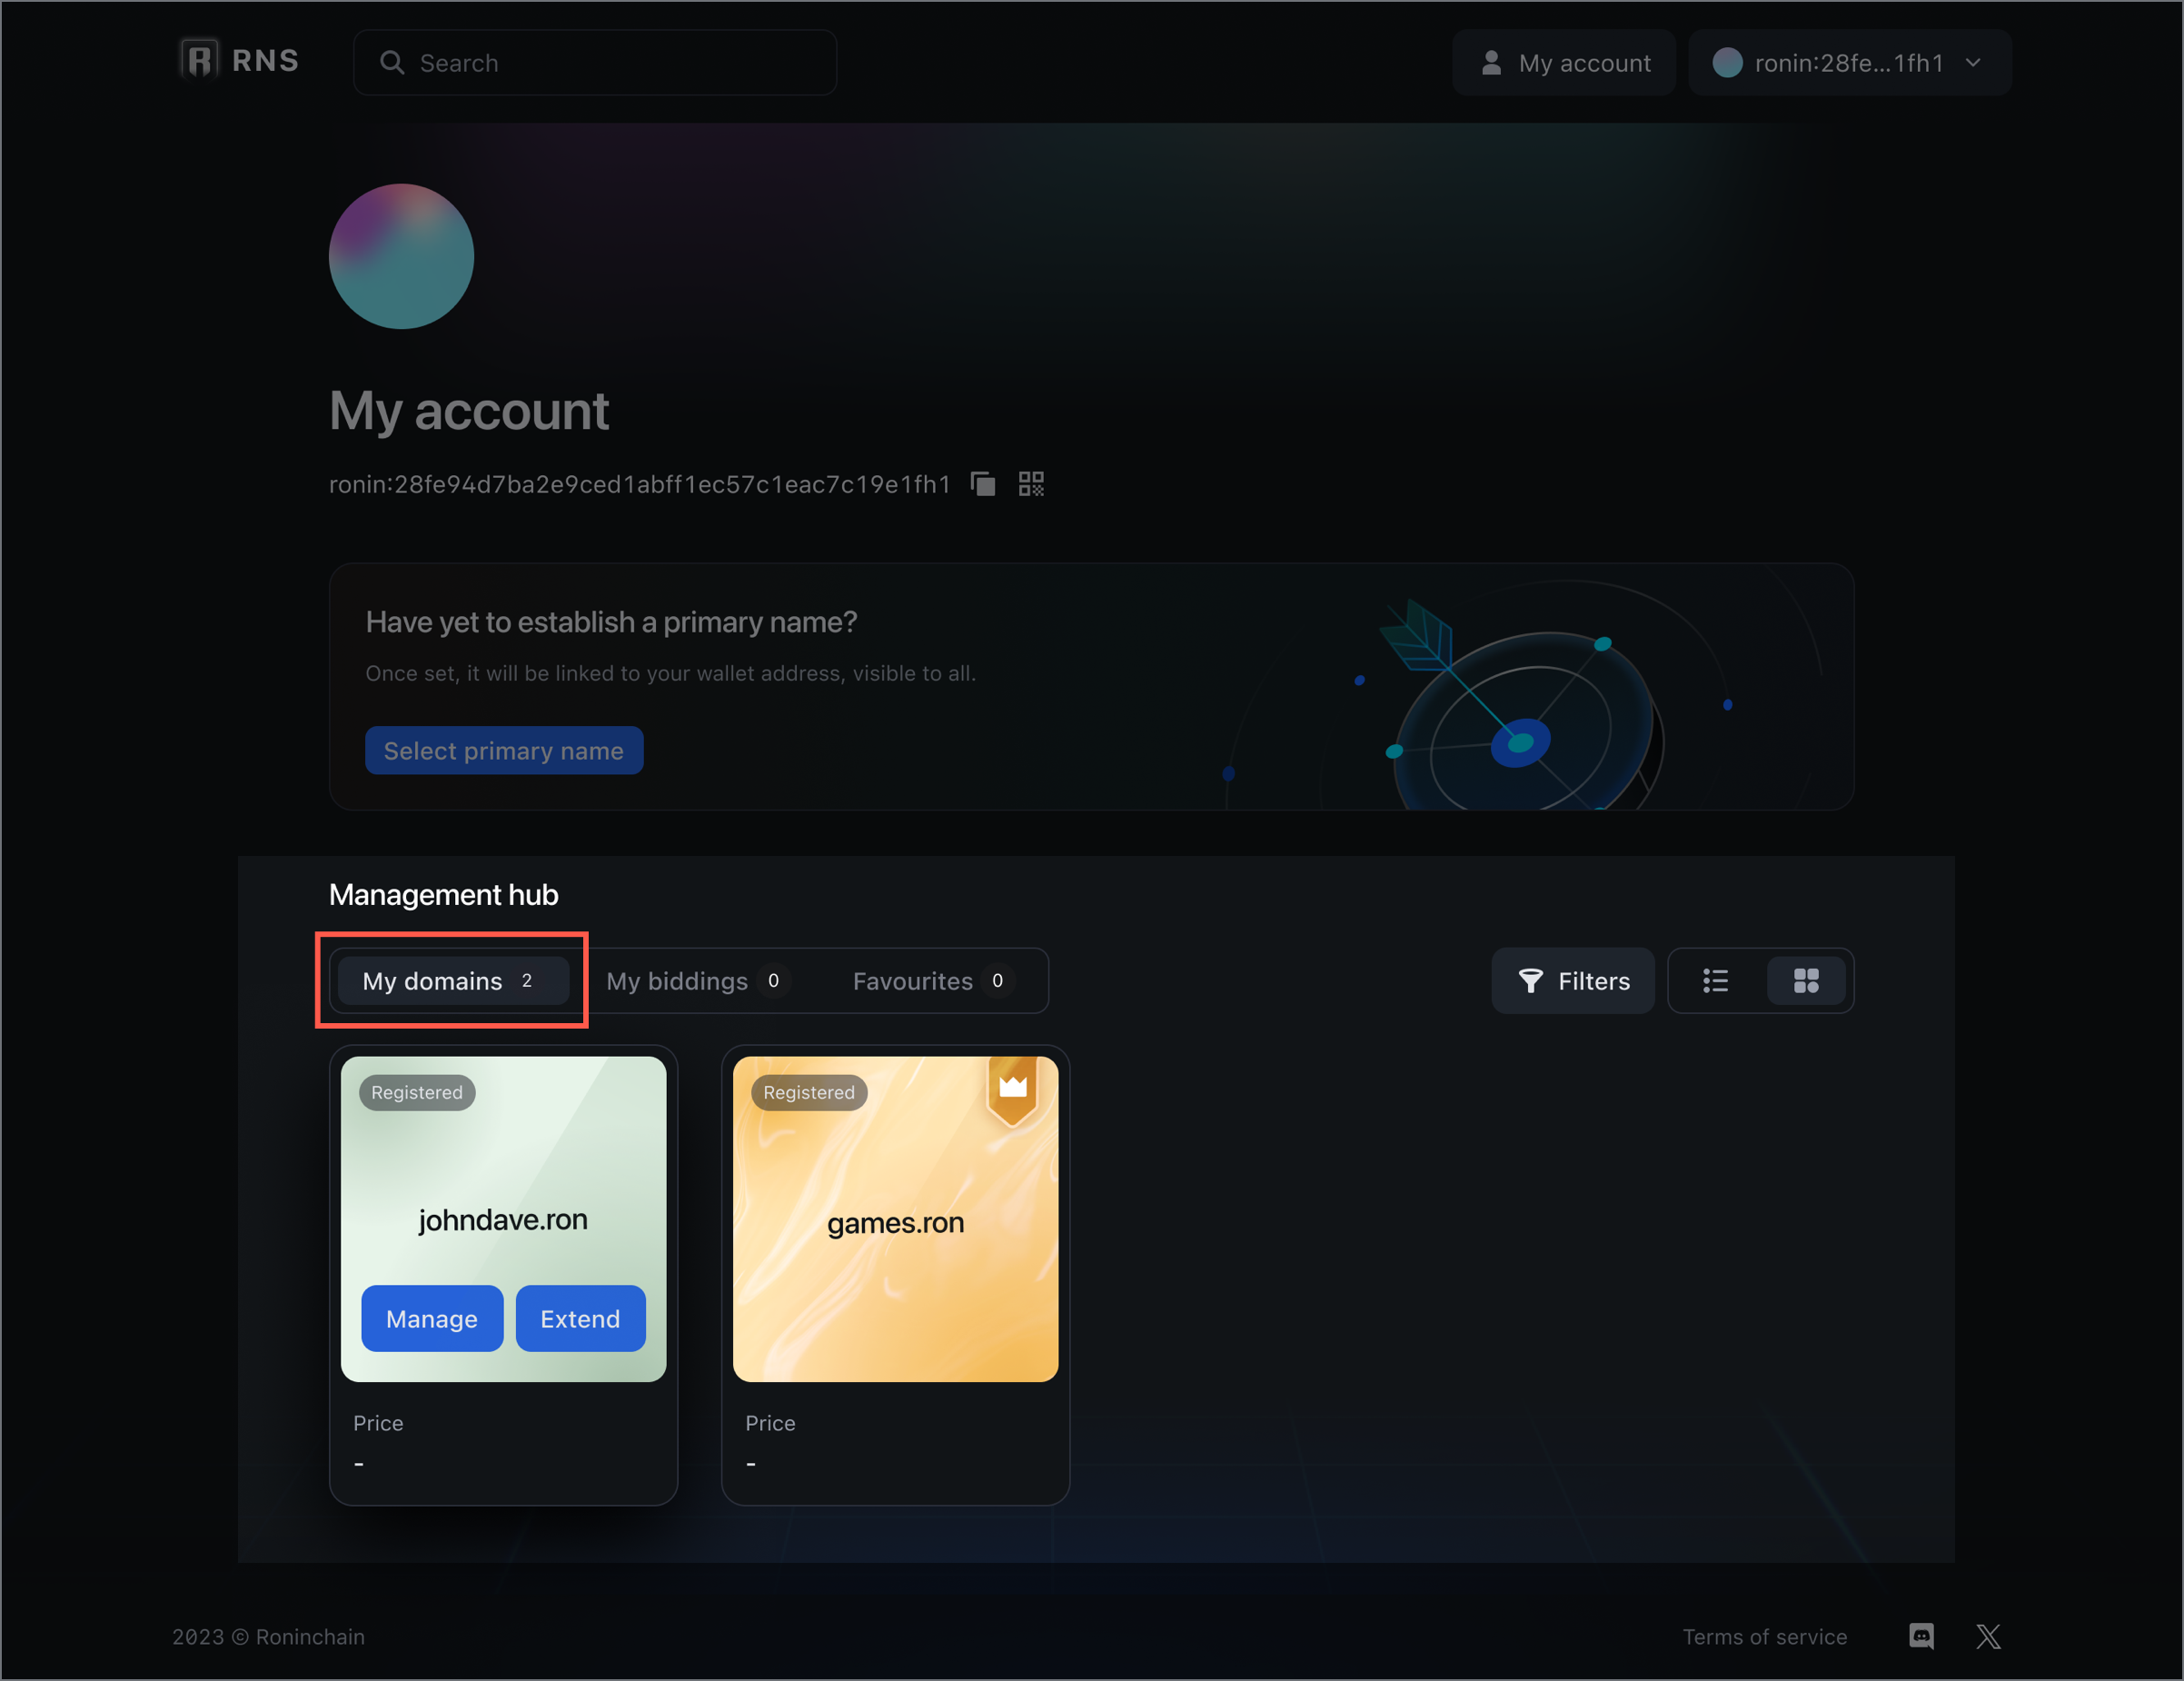 RNS
Search
My account
ronin:28fe...1fh1
My account
ronin:28fe94d7ba2e9ced1abff1ec57c1eac7c19e1fh1
Have yet to establish a primary name?
Once set, it will be linked to your wallet address, visible to all.
Select primary name
Management hub
My domains 2
My biddings 0
Favourites 0
Filters
Registered
johndave.ron
Manage
Extend
Price
-
Registered
games.ron
Price
-
2023 © Roninchain
Terms of service